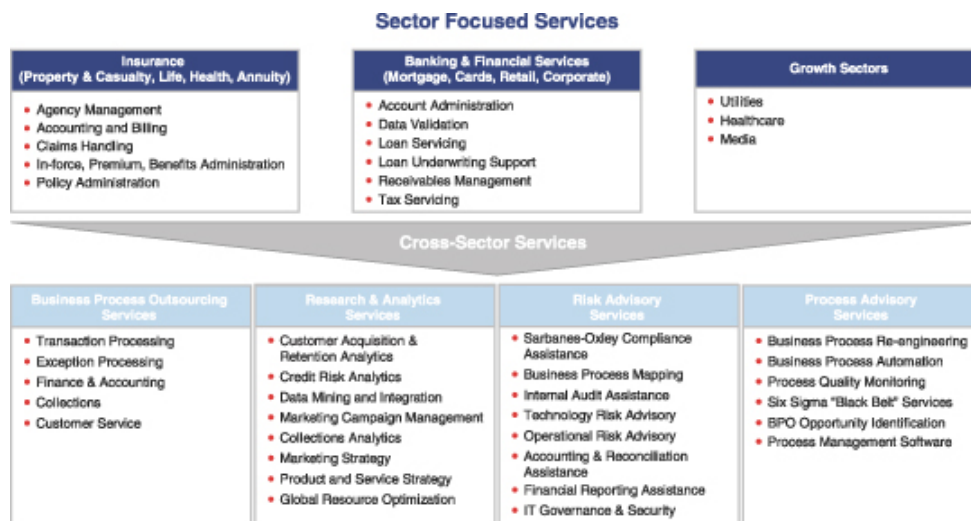 Sector Focused Services
Insurance
(Property & Casualty, Life, Health, Annuity)
• Agency Management
• Accounting and Billing
• Claims Handling
• In-force, Premium, Benefits Administration
• Policy Administration
Banking & Financial Services
(Mortgage, Cards, Retail, Corporate)
• Account Administration
• Data Validation
• Loan Servicing
• Loan Underwriting Support
• Receivables Management
• Tax Servicing
Growth Sectors
• Utilities
• Healthcare
• Media
Cross-Sector Services
Business Process Outsourcing
Services
• Transaction Processing
• Exception Processing
• Finance & Accounting
• Collections
• Customer Service
Research & Analytics
Services
• Customer Acquisition &
Retention Analytics
• Credit Risk Analytics
• Data Mining and Integration
• Marketing Campaign Management
• Collections Analytics
• Marketing Strategy
• Product and Service Strategy
• Global Resource Optimization
Risk Advisory
Services
• Sarbanes-Oxley Compliance
Assistance
• Business Process Mapping
• Internal Audit Assistance
• Technology Risk Advisory
• Operational Risk Advisory
• Accounting & Reconciliation
Assistance
• Financial Reporting Assistance
• IT Governance & Security
Process Advisory
Services
• Business Process Re-engineering
• Business Process Automation
• Process Quality Monitoring
• Six Sigma "Black Belt" Services
• BPO Opportunity Identification
• Process Management Software